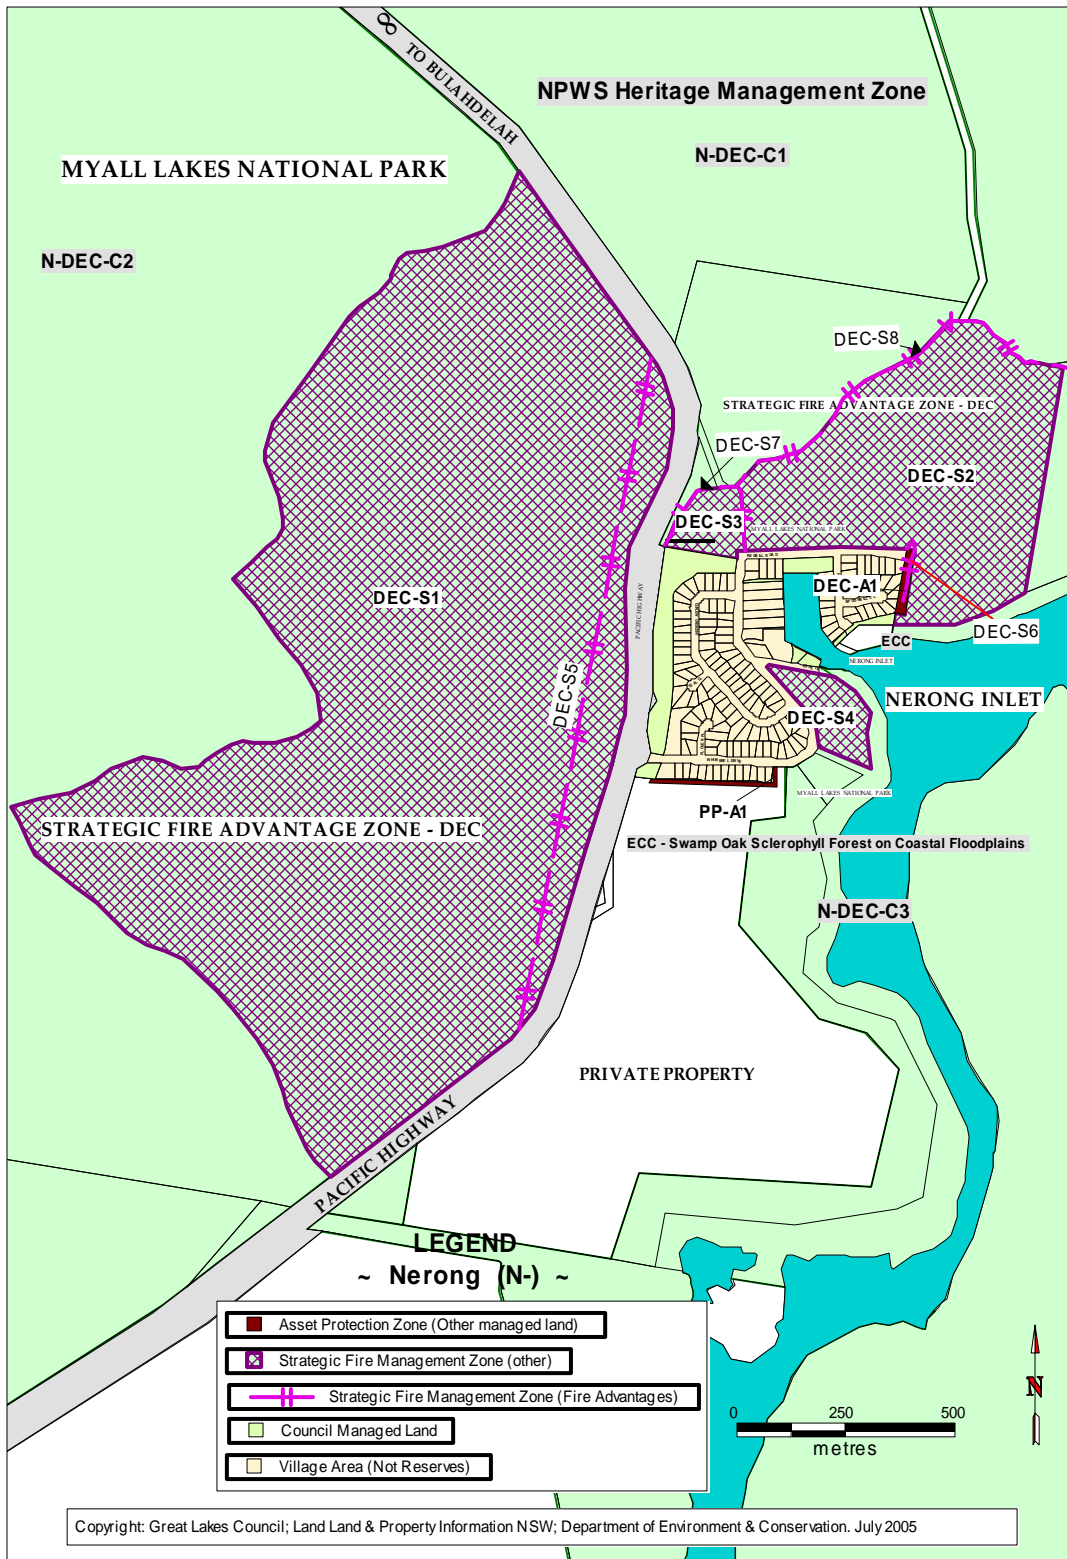 8
TO BULAHDELAH
NPWS Heritage Management Zone
N-DEC-C1
MYALL LAKES NATIONAL PARK
N-DEC-C2
DEC-S8
STRATEGIC FIRE ADVANTAGE ZONE - DEC
DEC-S7
DEC-S2
DEC-S3
MYALL LAKES NATIONAL PARK
DEC-A1
DEC-S1
PACIFIC HIGHWAY
DEC-S6
ECC
NERONG INLET
DEC-S5
NERONG INLET
DEC-S4
MYALL LAKES NATIONAL PARK
PP-A1
STRATEGIC FIRE ADVANTAGE ZONE - DEC
ECC - Swamp Oak Sclerophyll Forest on Coastal Floodplains
N-DEC-C3
PRIVATE PROPERTY
PACIFIC HIGHWAY
LEGEND
~ Nerong (N-) ~
Asset Protection Zone (Other managed land)
Strategic Fire Management Zone (other)
Strategic Fire Management Zone (Fire Advantages)
Council Managed Land
Village Area (Not Reserves)
N
0 250 500
metres
Copyright: Great Lakes Council; Land Land & Property Information NSW; Department of Environment & Conservation. July 2005